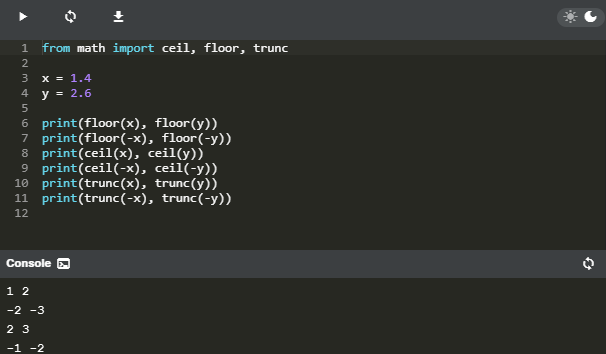 1 from math import ceil, floor, trunc
2
3 x = 1.4
4 y = 2.6
5
6 print(floor(x), floor(y))
7 print(floor(-x), floor(-y))
8 print(ceil(x), ceil(y))
9 print(ceil(-x), ceil(-y))
10 print(trunc(x), trunc(y))
11 print(trunc(-x), trunc(-y))
12
Console
1 2
-2 -3
2 3
-1 -2